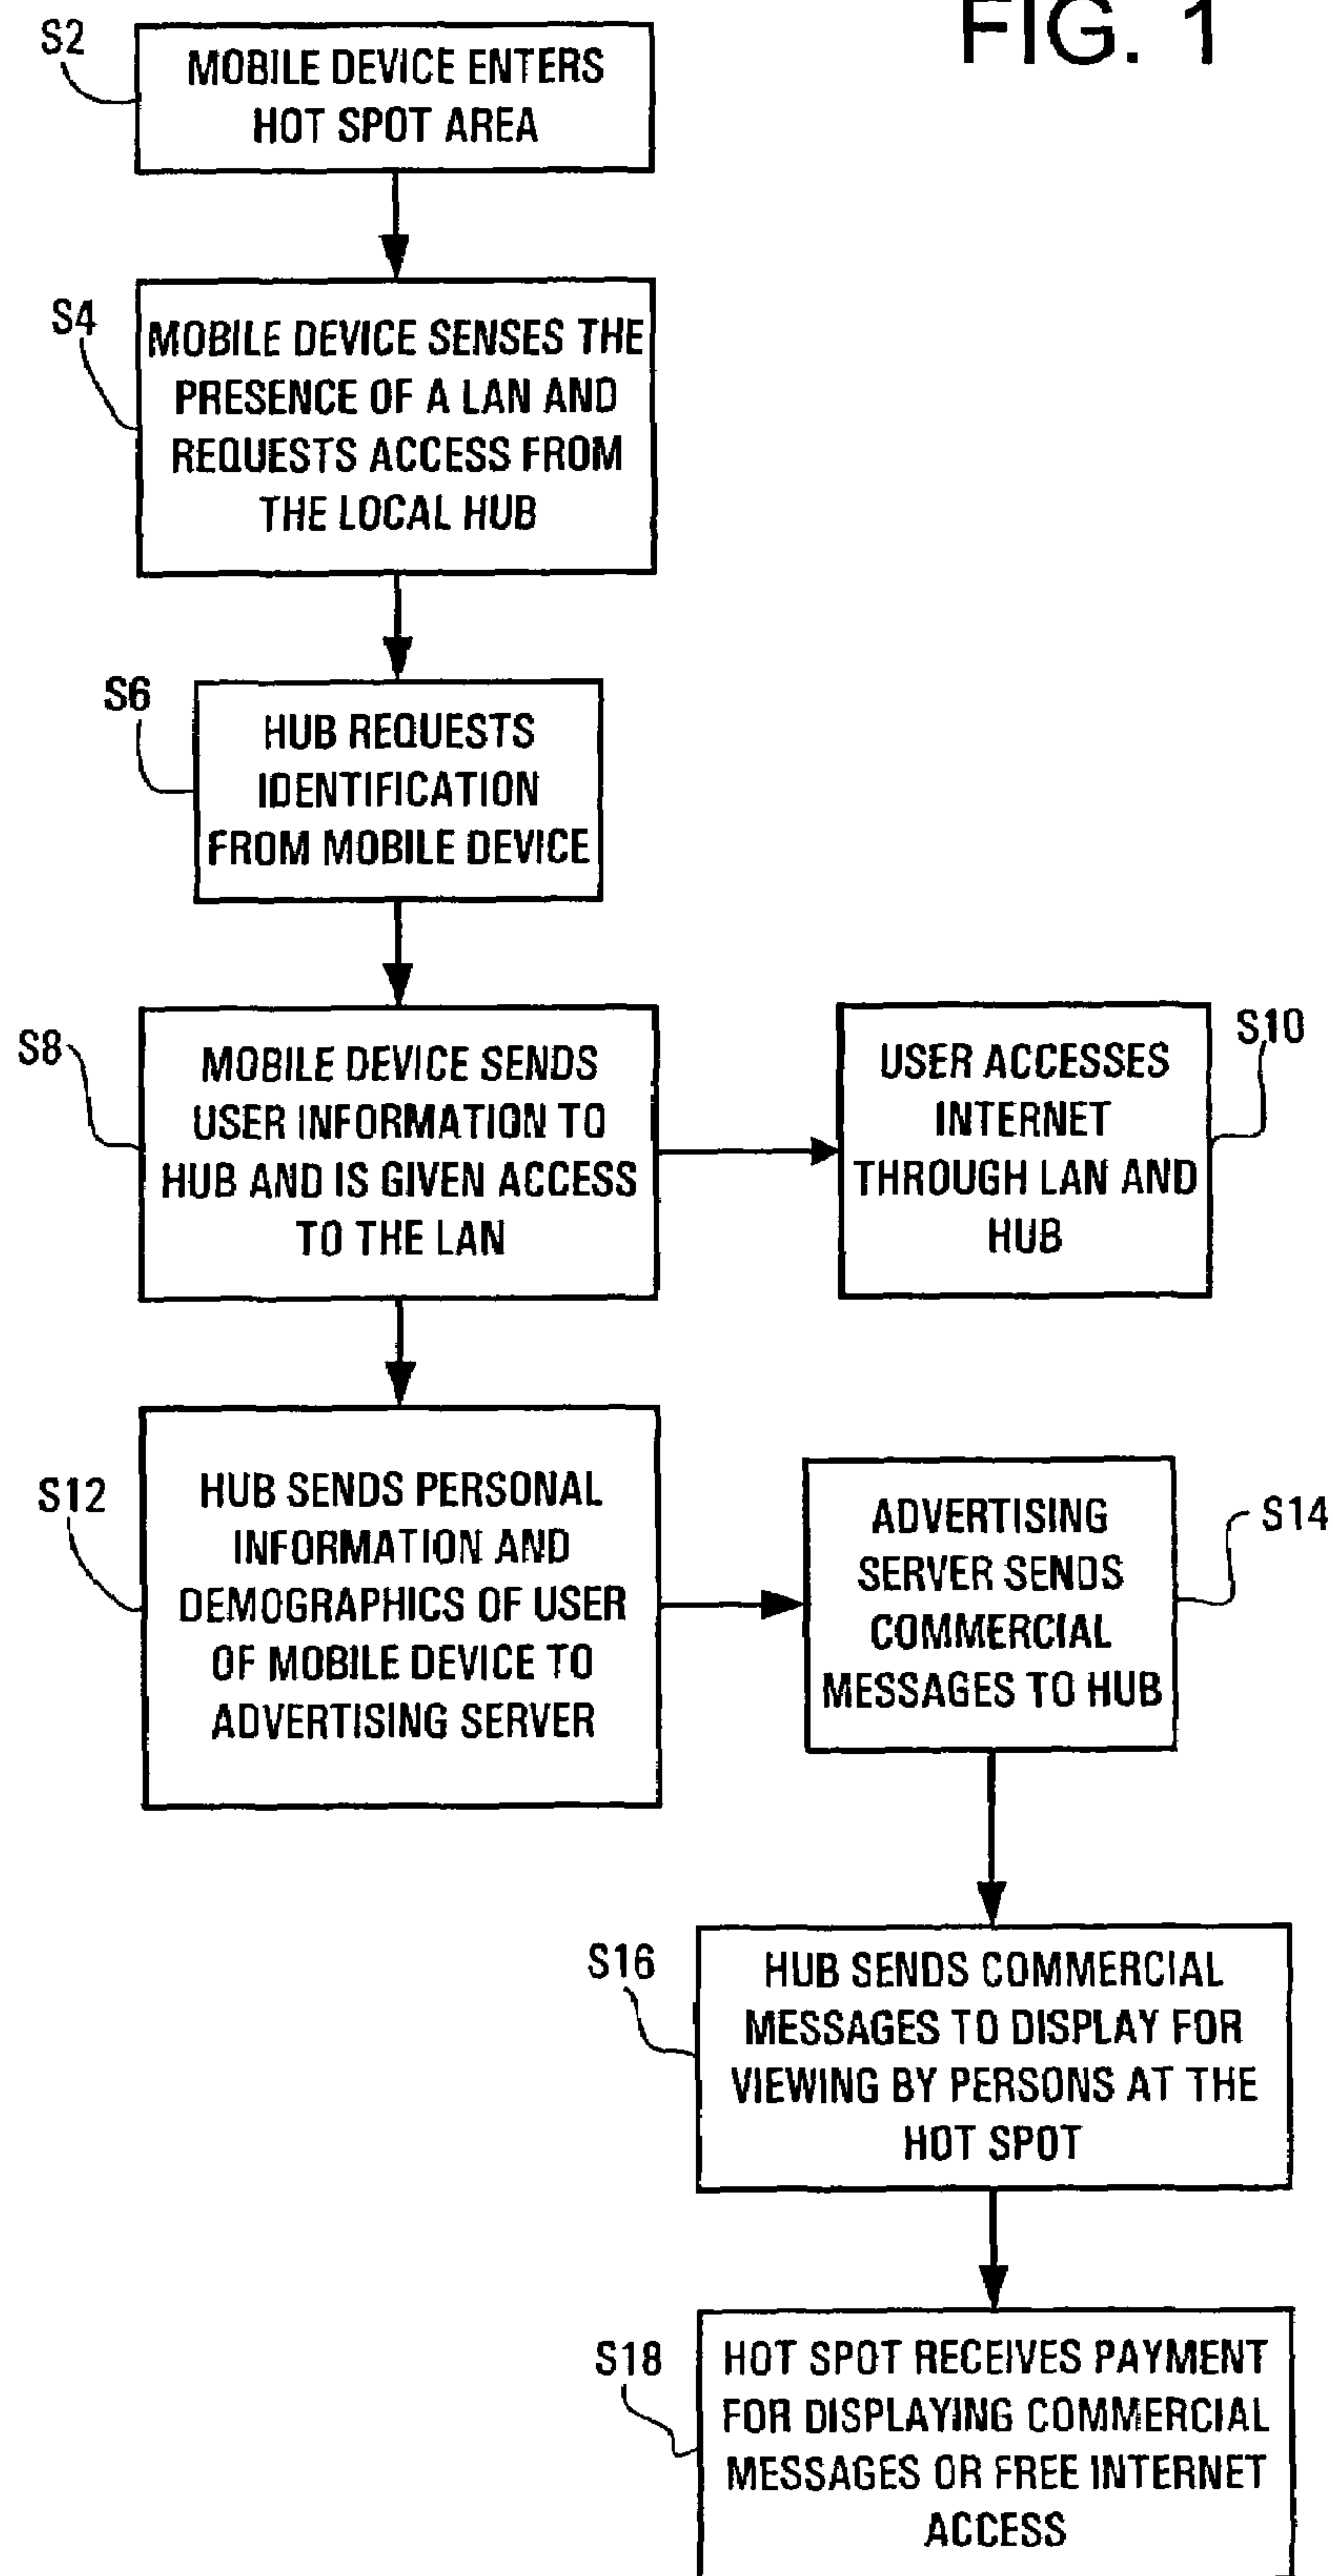 FIG. 1
S2
MOBILE DEVICE ENTERS
HOT SPOT AREA
S4
MOBILE DEVICE SENSES THE
PRESENCE OF A LAN AND
REQUESTS ACCESS FROM
THE LOCAL HUB
S6
HUB REQUESTS
IDENTIFICATION
FROM MOBILE DEVICE
S8
MOBILE DEVICE SENDS
USER INFORMATION TO
HUB AND IS GIVEN ACCESS
TO THE LAN
S10
USER ACCESSES
INTERNET
THROUGH LAN AND
HUB
S12
HUB SENDS PERSONAL
INFORMATION AND
DEMOGRAPHICS OF USER
OF MOBILE DEVICE TO
ADVERTISING SERVER
S14
ADVERTISING
SERVER SENDS
COMMERCIAL
MESSAGES TO HUB
S16
HUB SENDS COMMERCIAL
MESSAGES TO DISPLAY FOR
VIEWING BY PERSONS AT THE
HOT SPOT
S18
HOT SPOT RECEIVES PAYMENT
FOR DISPLAYING COMMERCIAL
MESSAGES OR FREE INTERNET
ACCESS